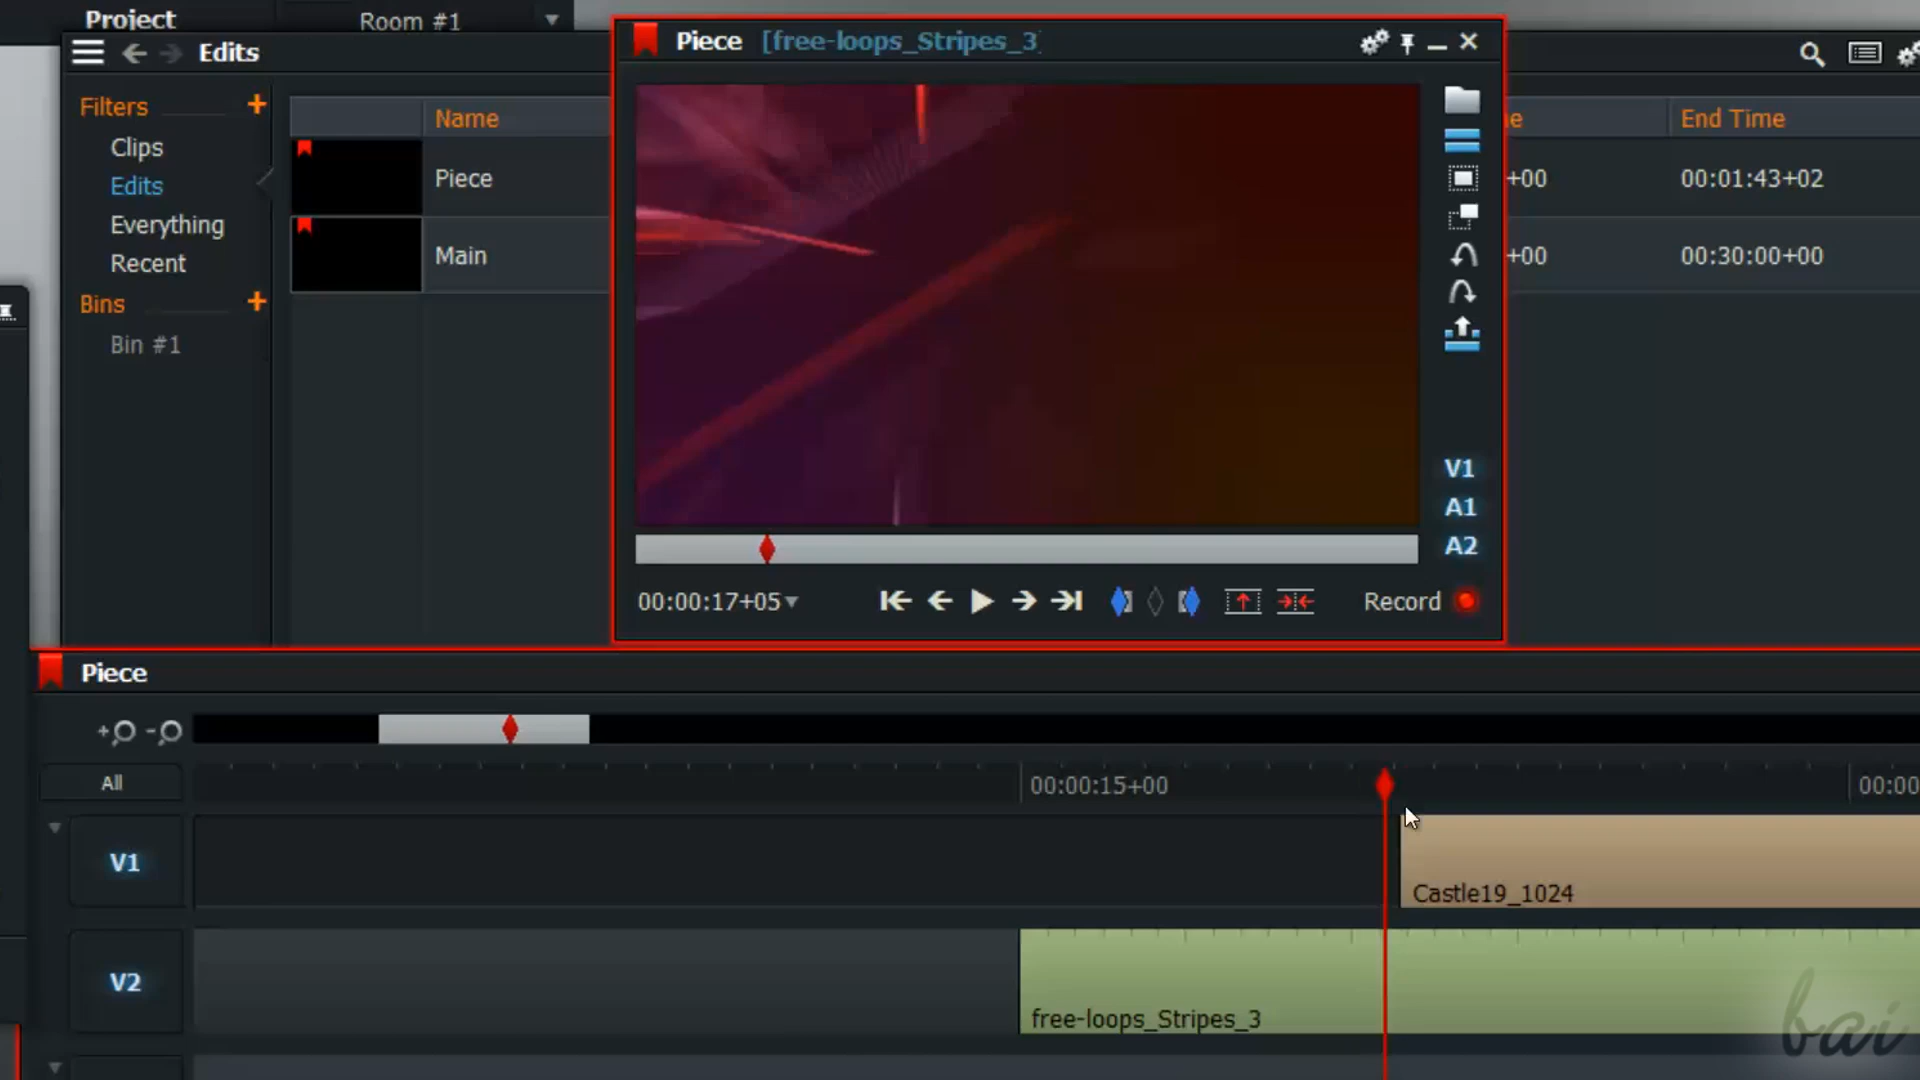 Project
Room #1
Edits
Filters
Clips
Edits
Everything
Recent
Bins
Bin #1
Name
Piece
Main
Piece [free-loops_Stripes_3]
End Time
+00 00:01:43+02
+00 00:30:00+00
V1
A1
A2
00:00:17+05
Record
Piece
All
00:00:15+00
00:00
V1
Castle19_1024
V2
free-loops_Stripes_3
bai